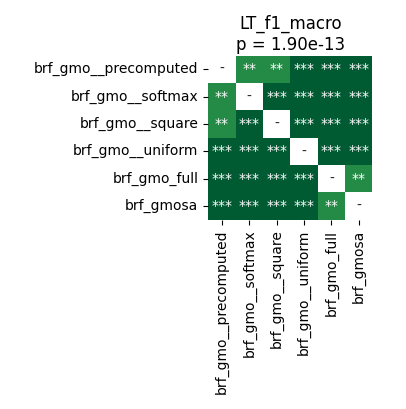 LT_f1_macro
p = 1.90e-13
brf_gmo__precomputed - ** ** *** *** ***
brf_gmo__softmax ** - *** *** *** ***
brf_gmo__square ** *** - *** *** ***
brf_gmo__uniform *** *** *** - *** ***
brf_gmo_full *** *** *** *** - **
brf_gmosa *** *** *** *** ** -
brf_gmo__precomputed
brf_gmo__softmax
brf_gmo__square
brf_gmo__uniform
brf_gmo_full
brf_gmosa